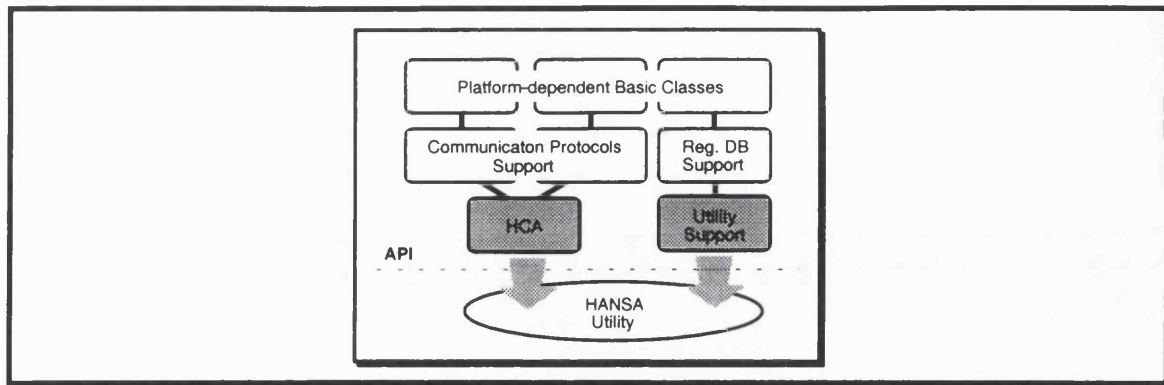 Platform-dependent Basic Classes
Communicaton Protocols
Support
Reg. DB
Support
HCA
Utility
Support
API
HANSA
Utility